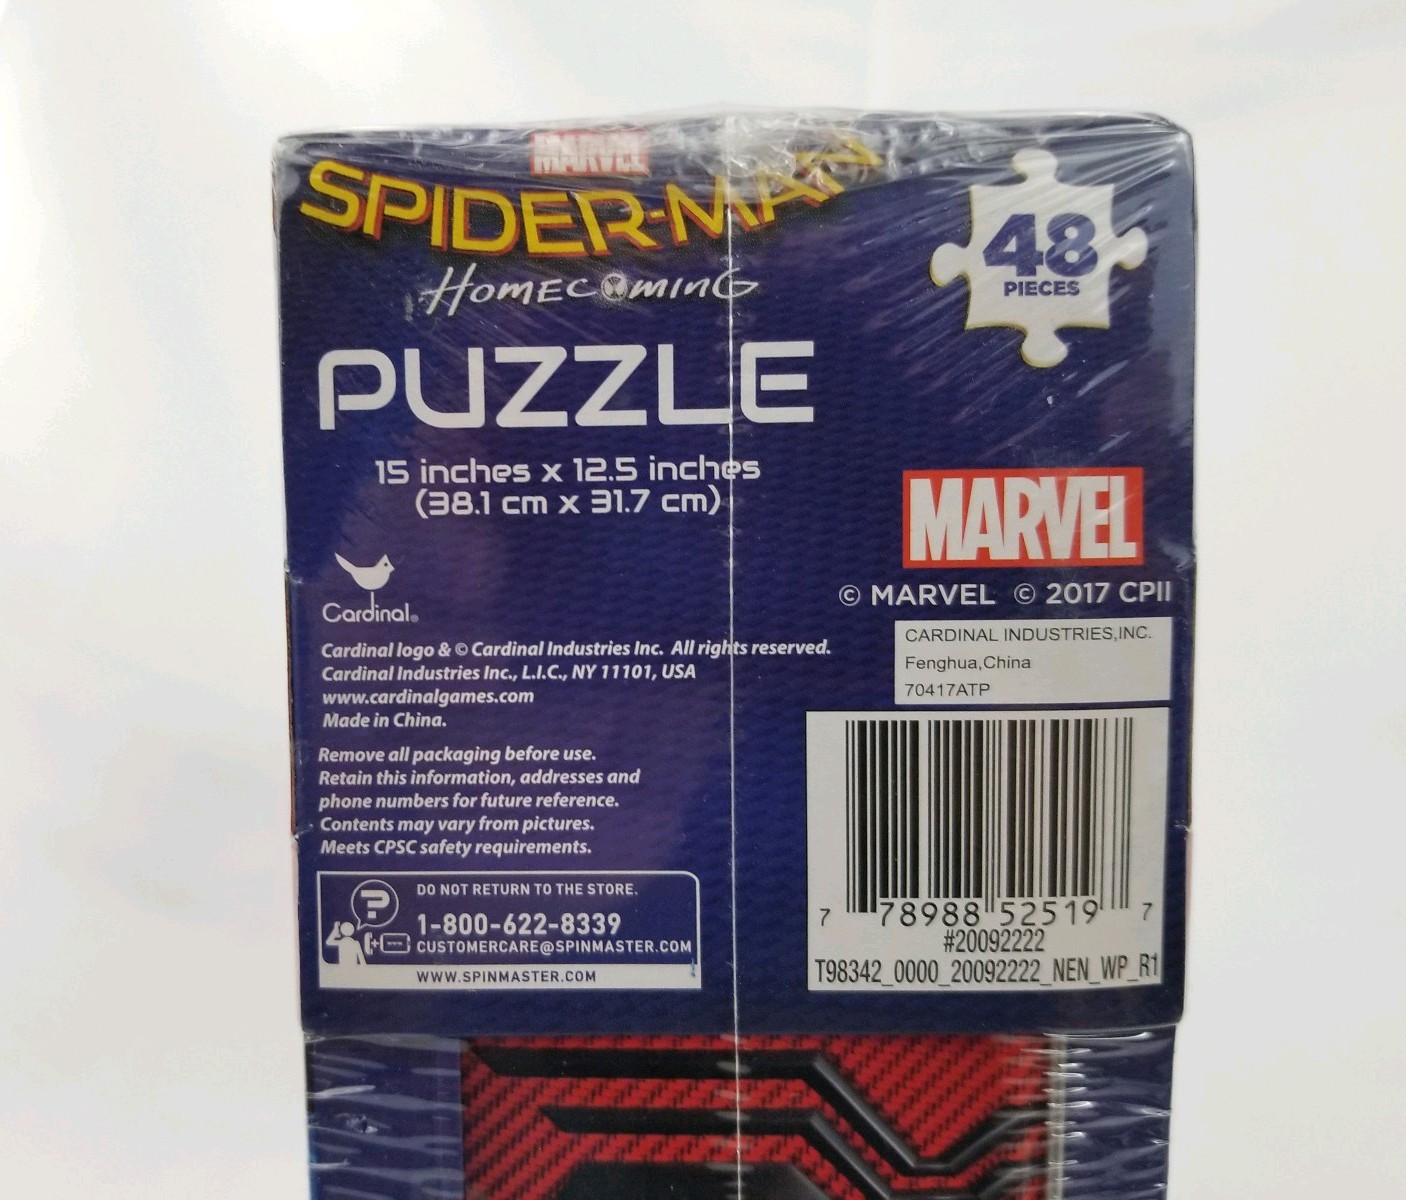 MARVEL
SPIDER-MAN
HOMECOMING
48
PIECES
PUZZLE
15 inches x 12.5 inches
(38.1 cm x 31.7 cm)
MARVEL
© MARVEL © 2017 CPII
Cardinal®
CARDINAL INDUSTRIES,INC.
Fenghua,China
70417ATP
Cardinal logo & © Cardinal Industries Inc. All rights reserved.
Cardinal Industries Inc., L.I.C., NY 11101, USA
www.cardinalgames.com
Made in China.
Remove all packaging before use.
Retain this information, addresses and
phone numbers for future reference.
Contents may vary from pictures.
Meets CPSC safety requirements.
?
DO NOT RETURN TO THE STORE.
1-800-622-8339
CUSTOMERCARE@SPINMASTER.COM
WWW.SPINMASTER.COM
7 78988 52519 7
#20092222
T98342_0000_20092222_NEN_WP_R1